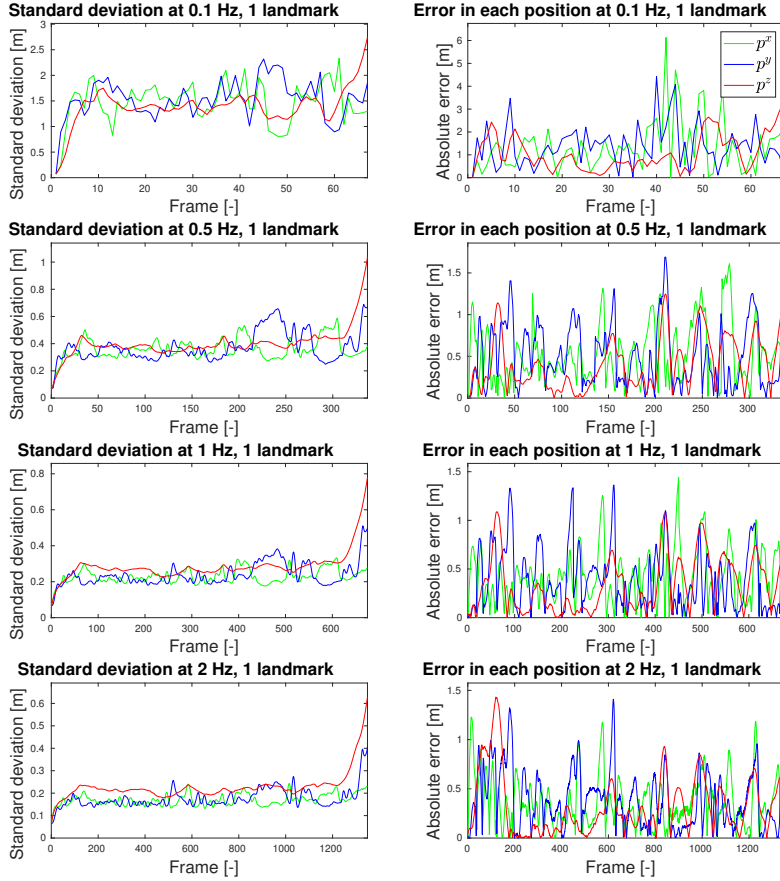 Standard deviation at 0.1 Hz, 1 landmark
Standard deviation [m]
3
2.5
2
1.5
1
0.5
0
0 10 20 30 40 50 60
Frame [-]
Error in each position at 0.1 Hz, 1 landmark
Absolute error [m]
6
5
4
3
2
1
0
0 10 20 30 40 50 60
Frame [-]
p^x
p^y
p^z
Standard deviation at 0.5 Hz, 1 landmark
Standard deviation [m]
1
0.8
0.6
0.4
0.2
0
0 50 100 150 200 250 300
Frame [-]
Error in each position at 0.5 Hz, 1 landmark
Absolute error [m]
1.5
1
0.5
0
0 50 100 150 200 250 300
Frame [-]
Standard deviation at 1 Hz, 1 landmark
Standard deviation [m]
0.8
0.6
0.4
0.2
0
0 100 200 300 400 500 600
Frame [-]
Error in each position at 1 Hz, 1 landmark
Absolute error [m]
1.5
1
0.5
0
0 100 200 300 400 500 600
Frame [-]
Standard deviation at 2 Hz, 1 landmark
Standard deviation [m]
0.6
0.5
0.4
0.3
0.2
0.1
0
0 200 400 600 800 1000 1200
Frame [-]
Error in each position at 2 Hz, 1 landmark
Absolute error [m]
1.5
1
0.5
0
0 200 400 600 800 1000 1200
Frame [-]